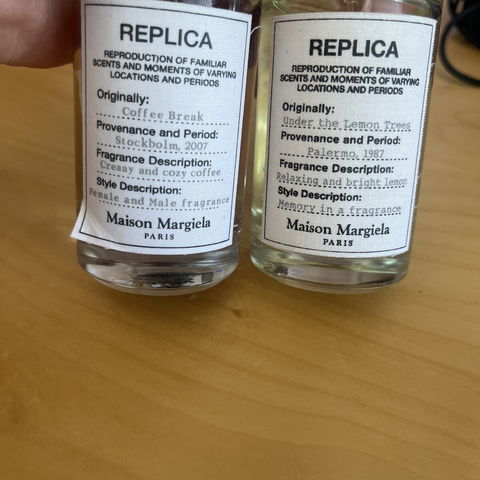 REPLICA
REPRODUCTION OF FAMILIAR
SCENTS AND MOMENTS OF VARYING
LOCATIONS AND PERIODS
Originally:
Coffee Break
Provenance and Period:
Stockholm, 2007
Fragrance Description:
Creamy and cozy coffee
Style Description:
Female and Male fragrance
Maison Margiela
PARIS
REPLICA
REPRODUCTION OF FAMILIAR
SCENTS AND MOMENTS OF VARYING
LOCATIONS AND PERIODS
Originally:
Under the Lemon Trees
Provenance and Period:
Palermo, 1987
Fragrance Description:
Relaxing and bright lemon
Style Description:
Memory in a fragrance
Maison Margiela
PARIS